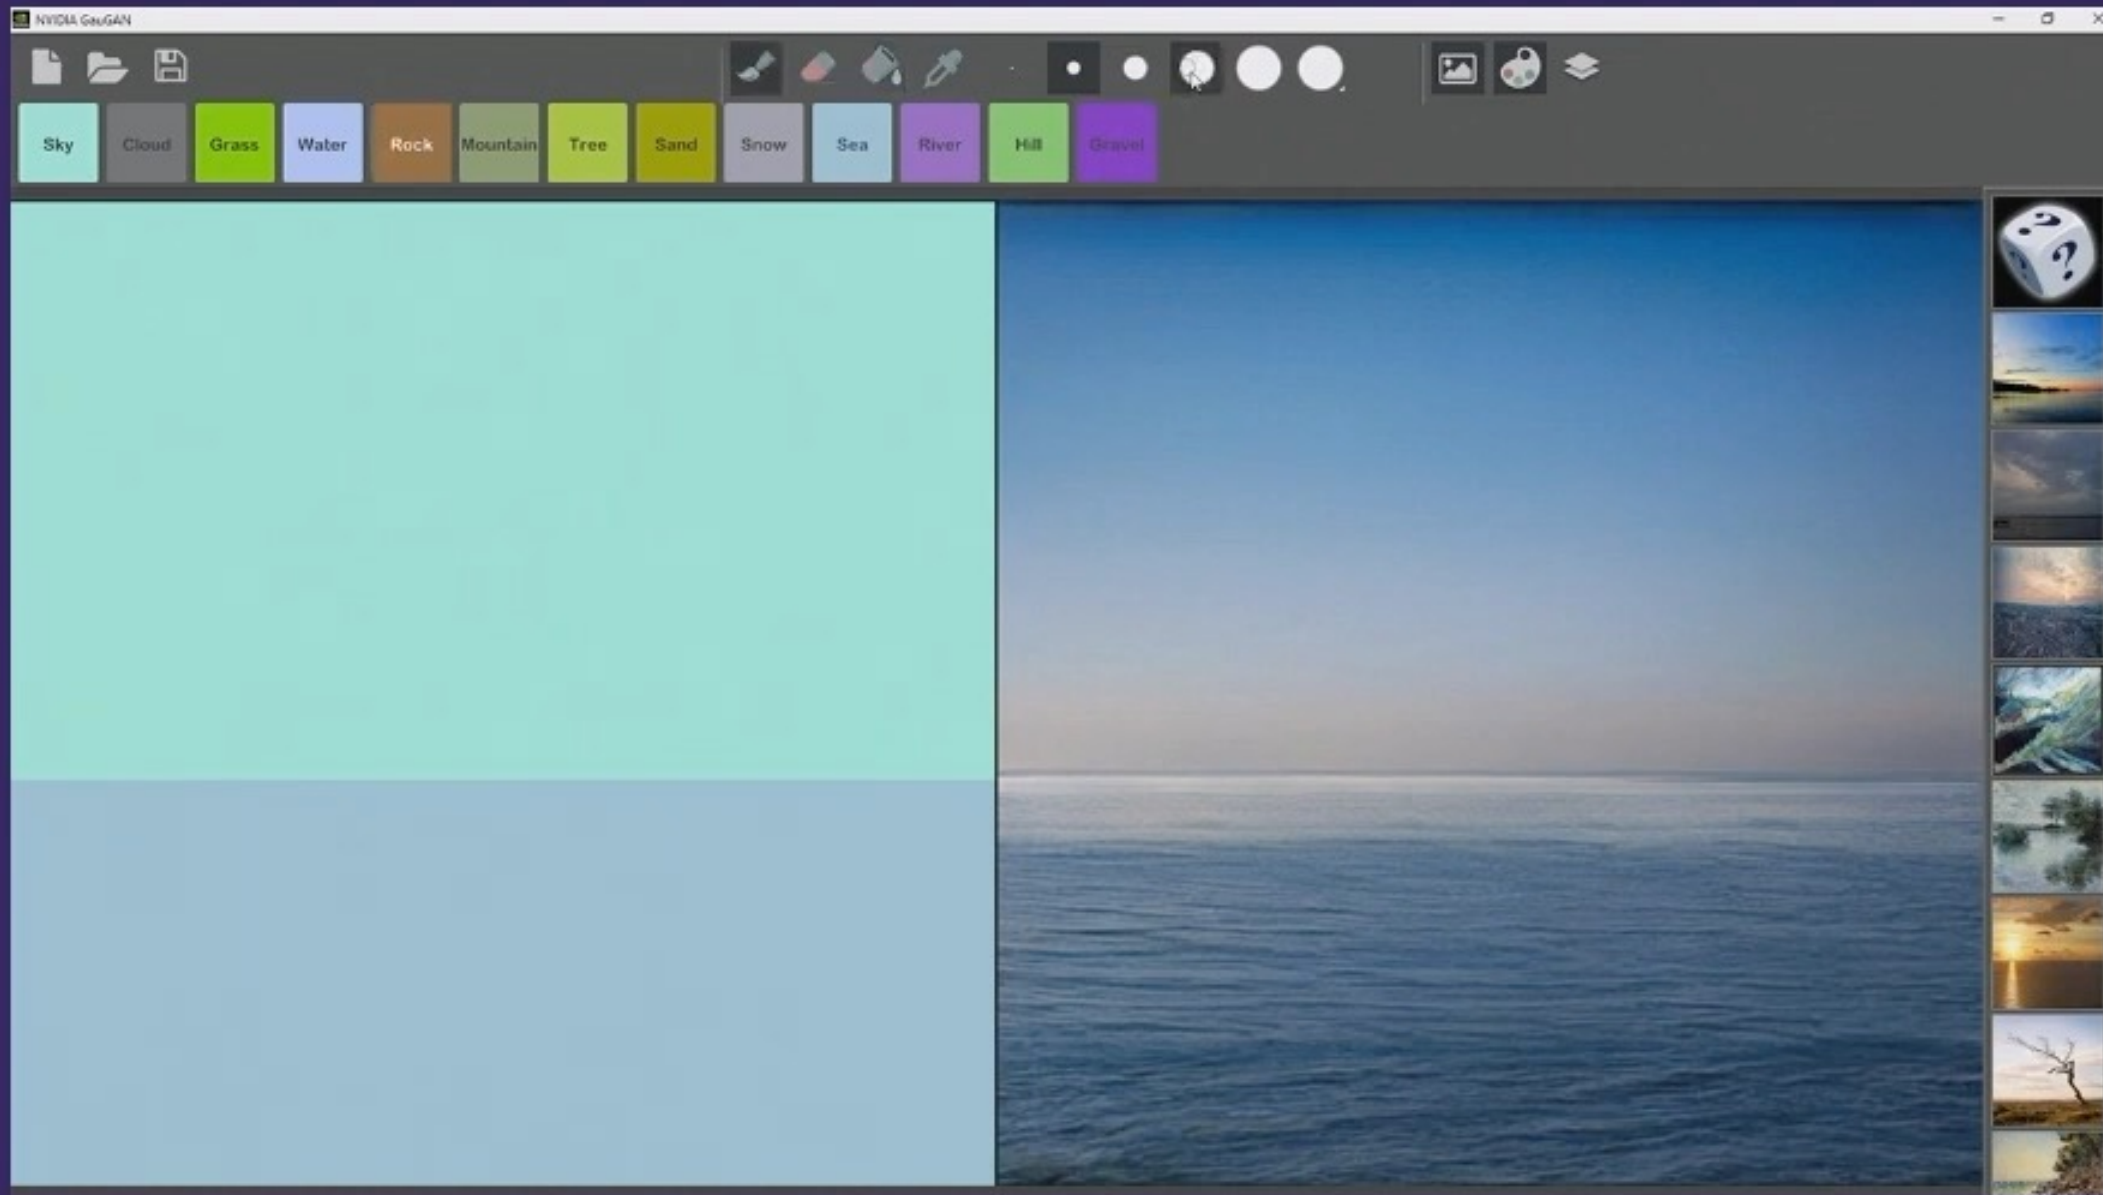 NVIDIA GauGAN
Sky Cloud Grass Water Rock Mountain Tree Sand Snow Sea River Hill Gravel
? ? ?